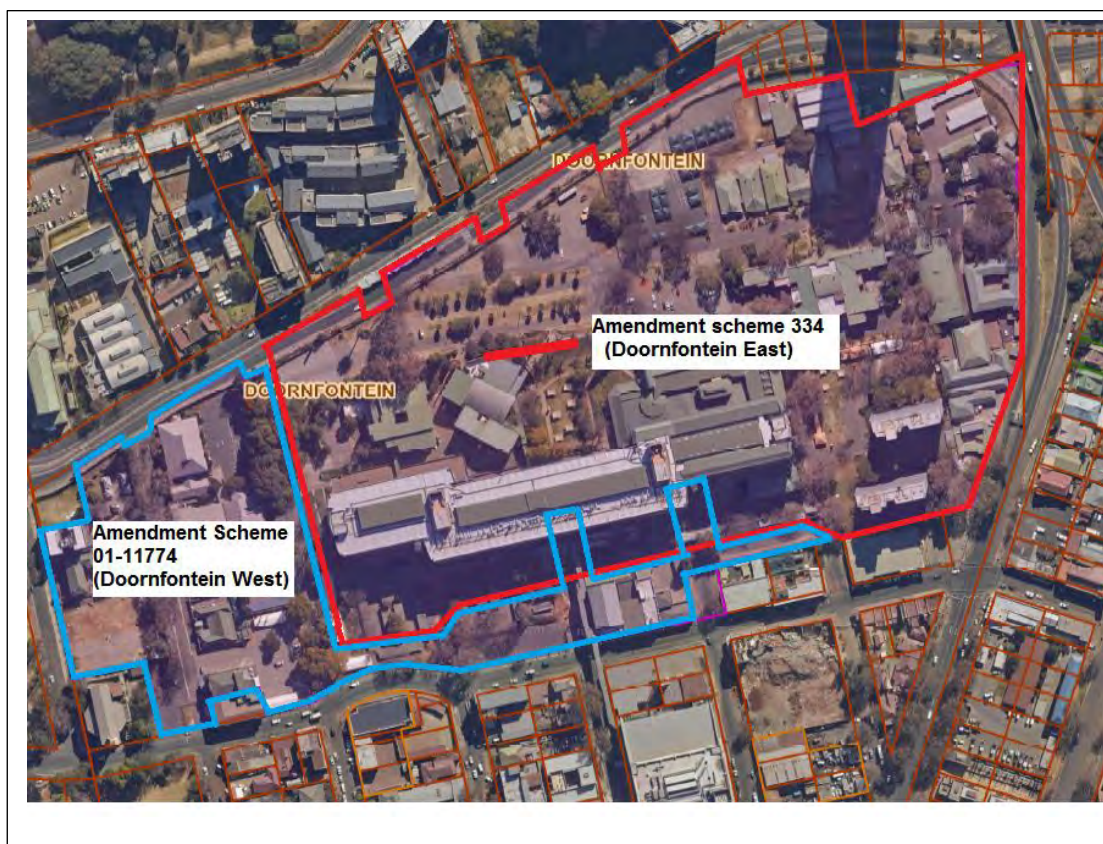 DOORNFONTEIN
Amendment scheme 334
(Doornfontein East)
DOORNFONTEIN
Amendment Scheme
01-11774
(Doornfontein West)